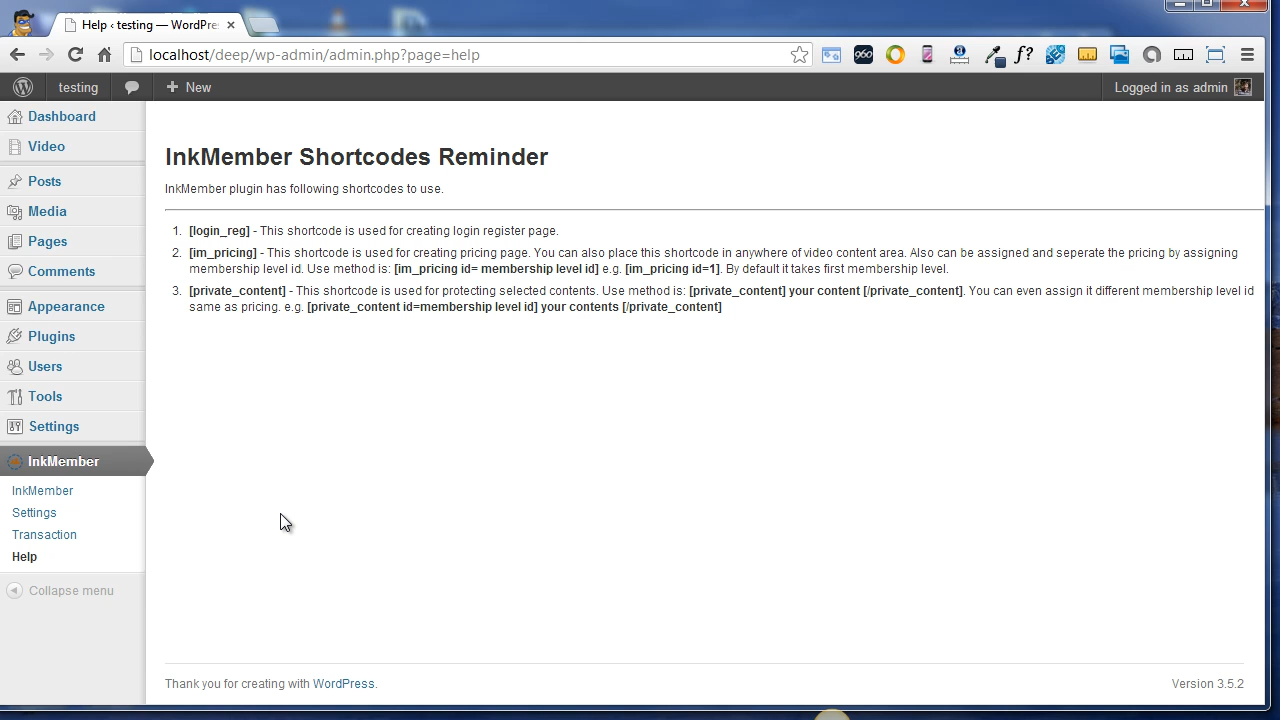 Help ‹ testing — WordPre
localhost/deep/wp-admin/admin.php?page=help
960
f?
testing
New
Logged in as admin
Dashboard
Video
Posts
Media
Pages
Comments
Appearance
Plugins
Users
Tools
Settings
InkMember
InkMember
Settings
Transaction
Help
Collapse menu
InkMember Shortcodes Reminder
InkMember plugin has following shortcodes to use.
1. [login_reg] - This shortcode is used for creating login register page.
2. [im_pricing] - This shortcode is used for creating pricing page. You can also place this shortcode in anywhere of video content area. Also can be assigned and seperate the pricing by assigning
membership level id. Use method is: [im_pricing id= membership level id] e.g. [im_pricing id=1]. By default it takes first membership level.
3. [private_content] - This shortcode is used for protecting selected contents. Use method is: [private_content] your content [/private_content]. You can even assign it different membership level id
same as pricing. e.g. [private_content id=membership level id] your contents [/private_content]
Thank you for creating with WordPress.
Version 3.5.2